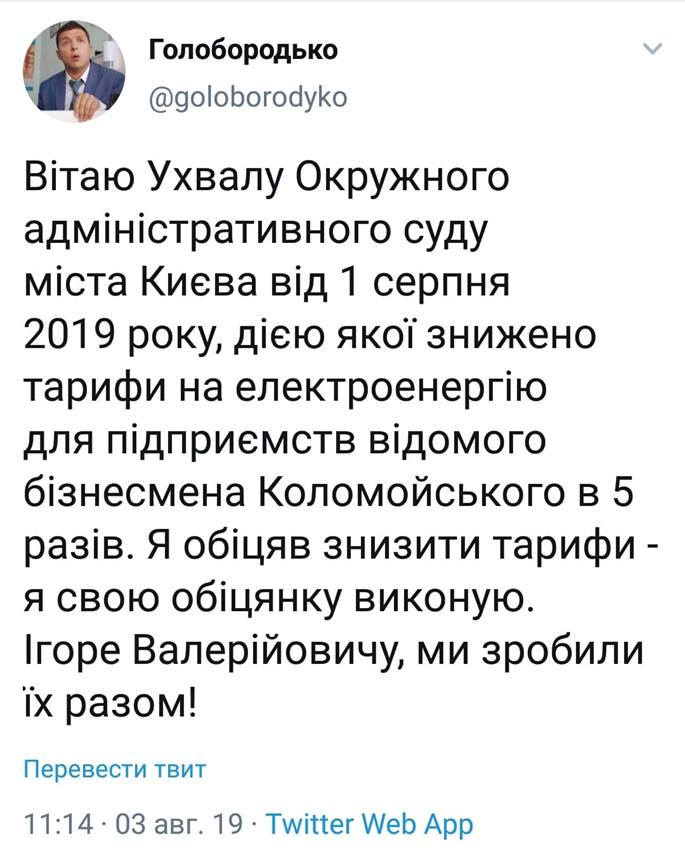 Голобородько
@goloborodyko
Вітаю Ухвалу Окружного
адміністративного суду
міста Києва від 1 серпня
2019 року, дією якої знижено
тарифи на електроенергію
для підприємств відомого
бізнесмена Коломойського в 5
разів. Я обіцяв знизити тарифи -
я свою обіцянку виконую.
Ігоре Валерійовичу, ми зробили
їх разом!
Перевести твит
11:14 · 03 авг. 19 · Twitter Web App